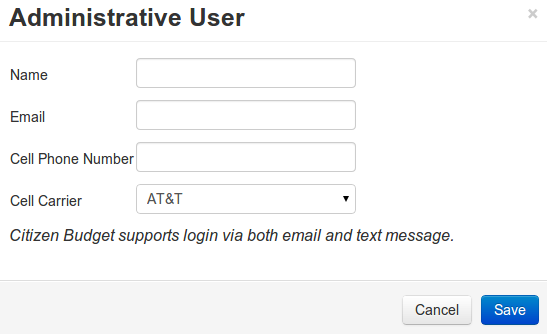 Administrative User ×
Name
Email
Cell Phone Number
Cell Carrier AT&T
Citizen Budget supports login via both email and text message.
Cancel Save